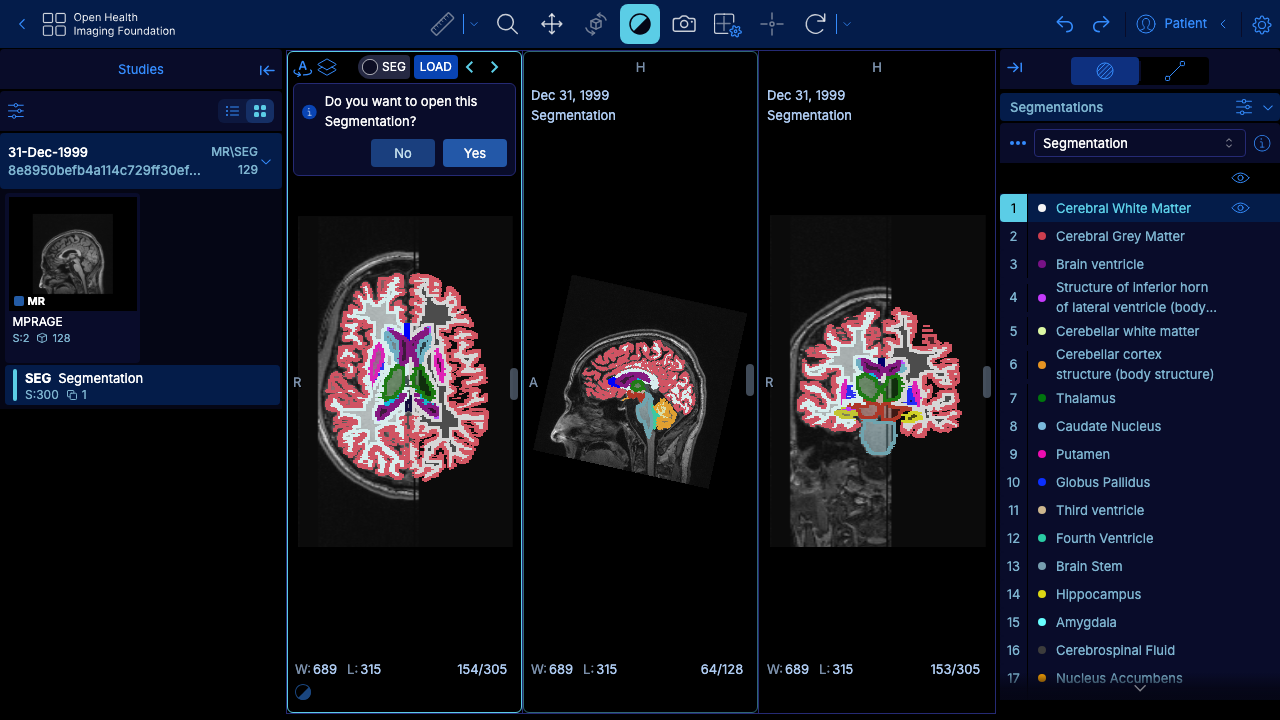 Open Health
Imaging Foundation
Patient
Studies
31-Dec-1999
MR\SEG
8e8950befb4a114c729ff30ef...
129
MR
MPRAGE
S:2 128
SEG Segmentation
S:300 1
A
SEG
LOAD
Do you want to open this
Segmentation?
No
Yes
R
W: 689 L: 315
154/305
H
Dec 31, 1999
Segmentation
A
W: 689 L: 315
64/128
H
Dec 31, 1999
Segmentation
R
W: 689 L: 315
153/305
Segmentations
Segmentation
1 Cerebral White Matter
2 Cerebral Grey Matter
3 Brain ventricle
4 Structure of inferior horn
of lateral ventricle (body...
5 Cerebellar white matter
6 Cerebellar cortex
structure (body structure)
7 Thalamus
8 Caudate Nucleus
9 Putamen
10 Globus Pallidus
11 Third ventricle
12 Fourth Ventricle
13 Brain Stem
14 Hippocampus
15 Amygdala
16 Cerebrospinal Fluid
17 Nucleus Accumbens